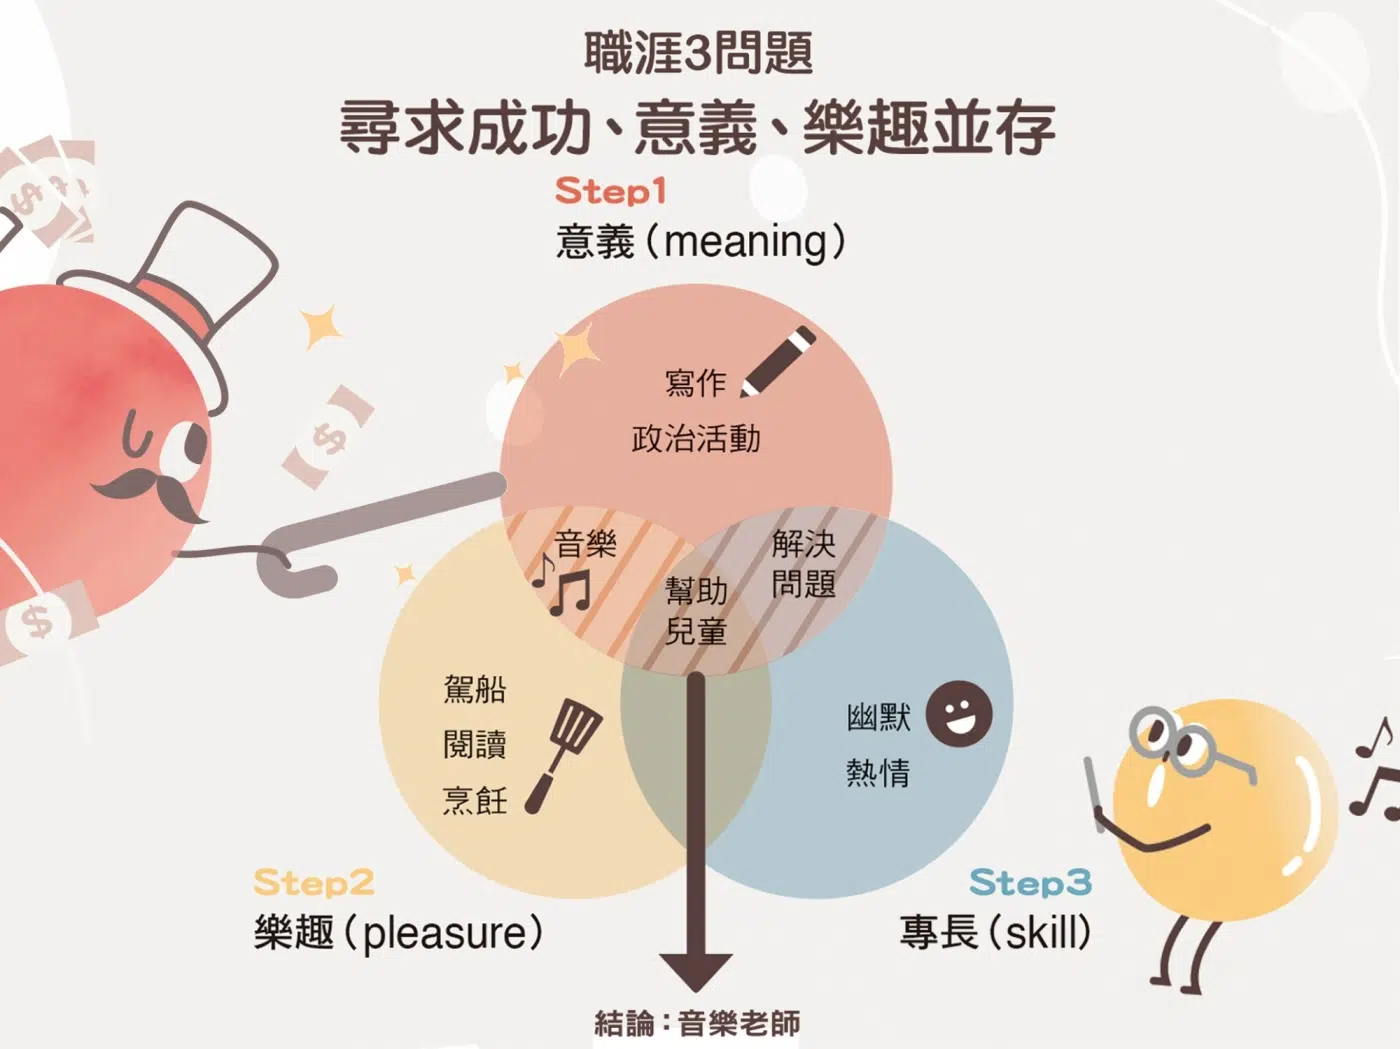 職涯3問題
尋求成功、意義、樂趣並存
Step1
意義（meaning）
寫作
政治活動
音樂
解決
問題
幫助
兒童
駕船
閱讀
烹飪
幽默
熱情
Step2
樂趣（pleasure）
Step3
專長（skill）
結論：音樂老師
$
$
$
$